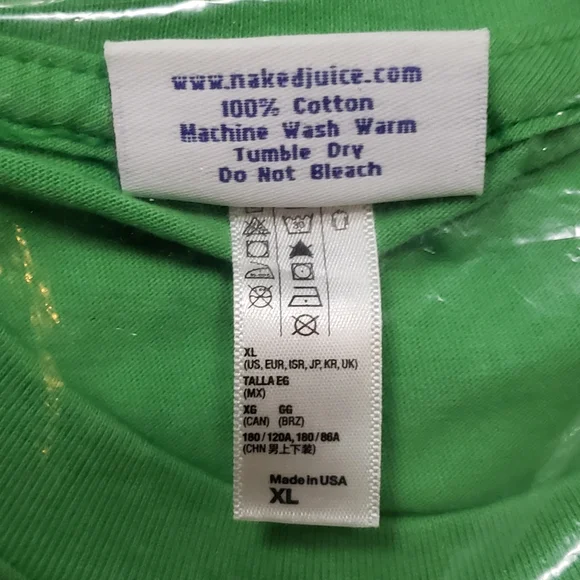 www.nakedjuice.com
100% Cotton
Machine Wash Warm
Tumble Dry
Do Not Bleach
XL
(US, EUR, ISR, JP, KR, UK)
TALLA EG
(MX)
XG GG
(CAN) (BRZ)
180/120A, 180/86A
(CHN 男上下装)
Made in USA
XL